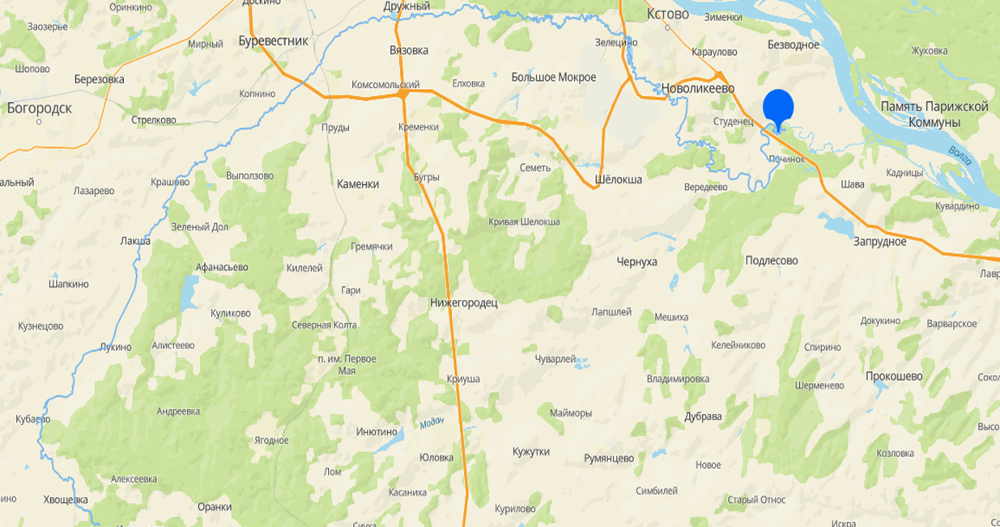 Доскино
Дружный
Оринкино
Кстово
Зименки
Заозерье
Мирный
Буревестник
Вязовка
Зелецино
Караулово
Безводное
Жуковка
Шопово
Березовка
Комсомольский
Елховка
Большое Мокрое
Новоликеево
Копнино
Богородск
Память Парижской
Коммуны
Стрелково
Пруды
Кременки
Студенец
Волга
Починок
Крашово
Выползово
Каменки
Бугры
Семеть
Шёлокша
Вередеево
Кадницы
Шава
альный
Лазарево
Кувардино
Зеленый Дол
Кривая Шелокша
Лакша
Гремячки
Запрудное
Афанасьево
Килелей
Чернуха
Подлесово
Лавр
Шапкино
Гари
Нижегородец
Куликово
Лапшлей
Мешиха
Кузнецово
Северная Колта
Докукино
Варварское
Лукино
Алистеево
Келейниково
Спирино
п. им. Первое
Мая
Чуварлей
Криуша
Владимировка
Прокошево
Сокол
Шерменево
Андреевка
Майморы
Дубрава
Кубаево
Модан
Высо
Инютино
Ягодное
Кужутки
Юловка
Румянцево
Козловка
Новое
Лом
Алексеевка
Касаниха
Симбилей
ино
Хвощевка
Оранки
Курилово
Старый Относ
Сиуха
Искра